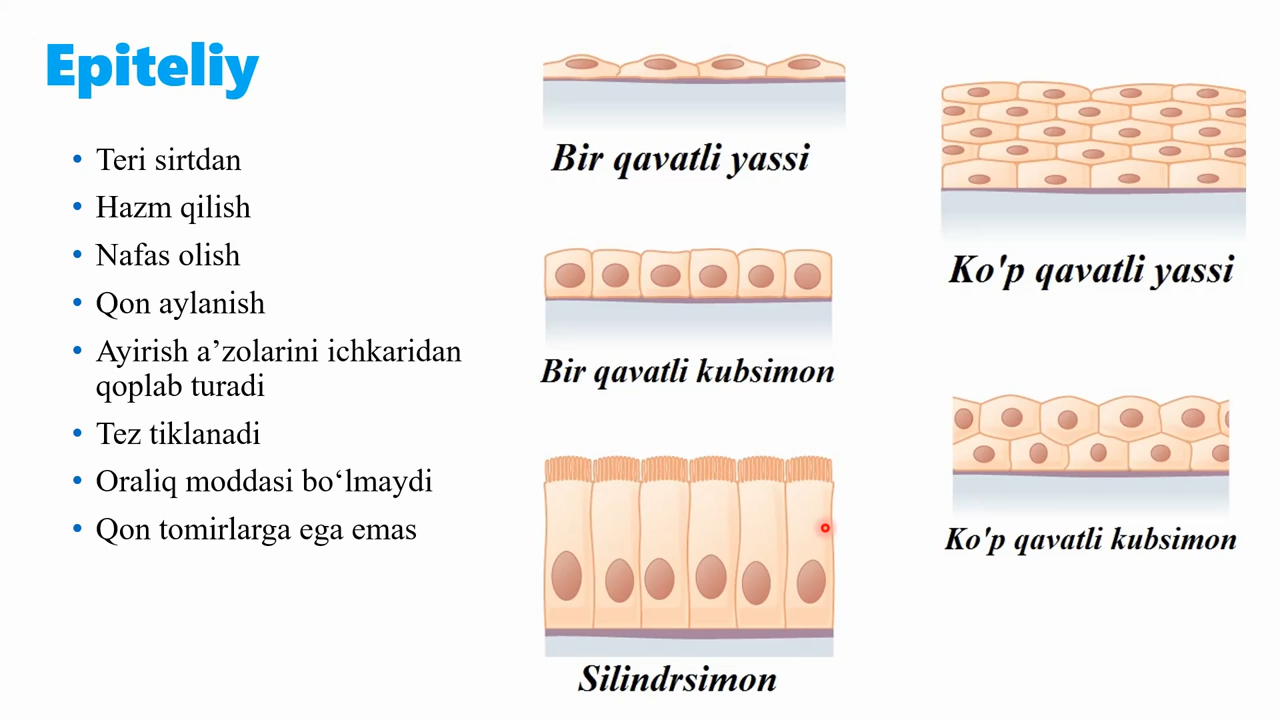 Epiteliy
• Teri sirtdan
• Hazm qilish
• Nafas olish
• Qon aylanish
• Ayirish a’zolarini ichkaridan
qoplab turadi
• Tez tiklanadi
• Oraliq moddasi bo‘lmaydi
• Qon tomirlarga ega emas
Bir qavatli yassi
Bir qavatli kubsimon
Silindrsimon
Ko'p qavatli yassi
Ko'p qavatli kubsimon